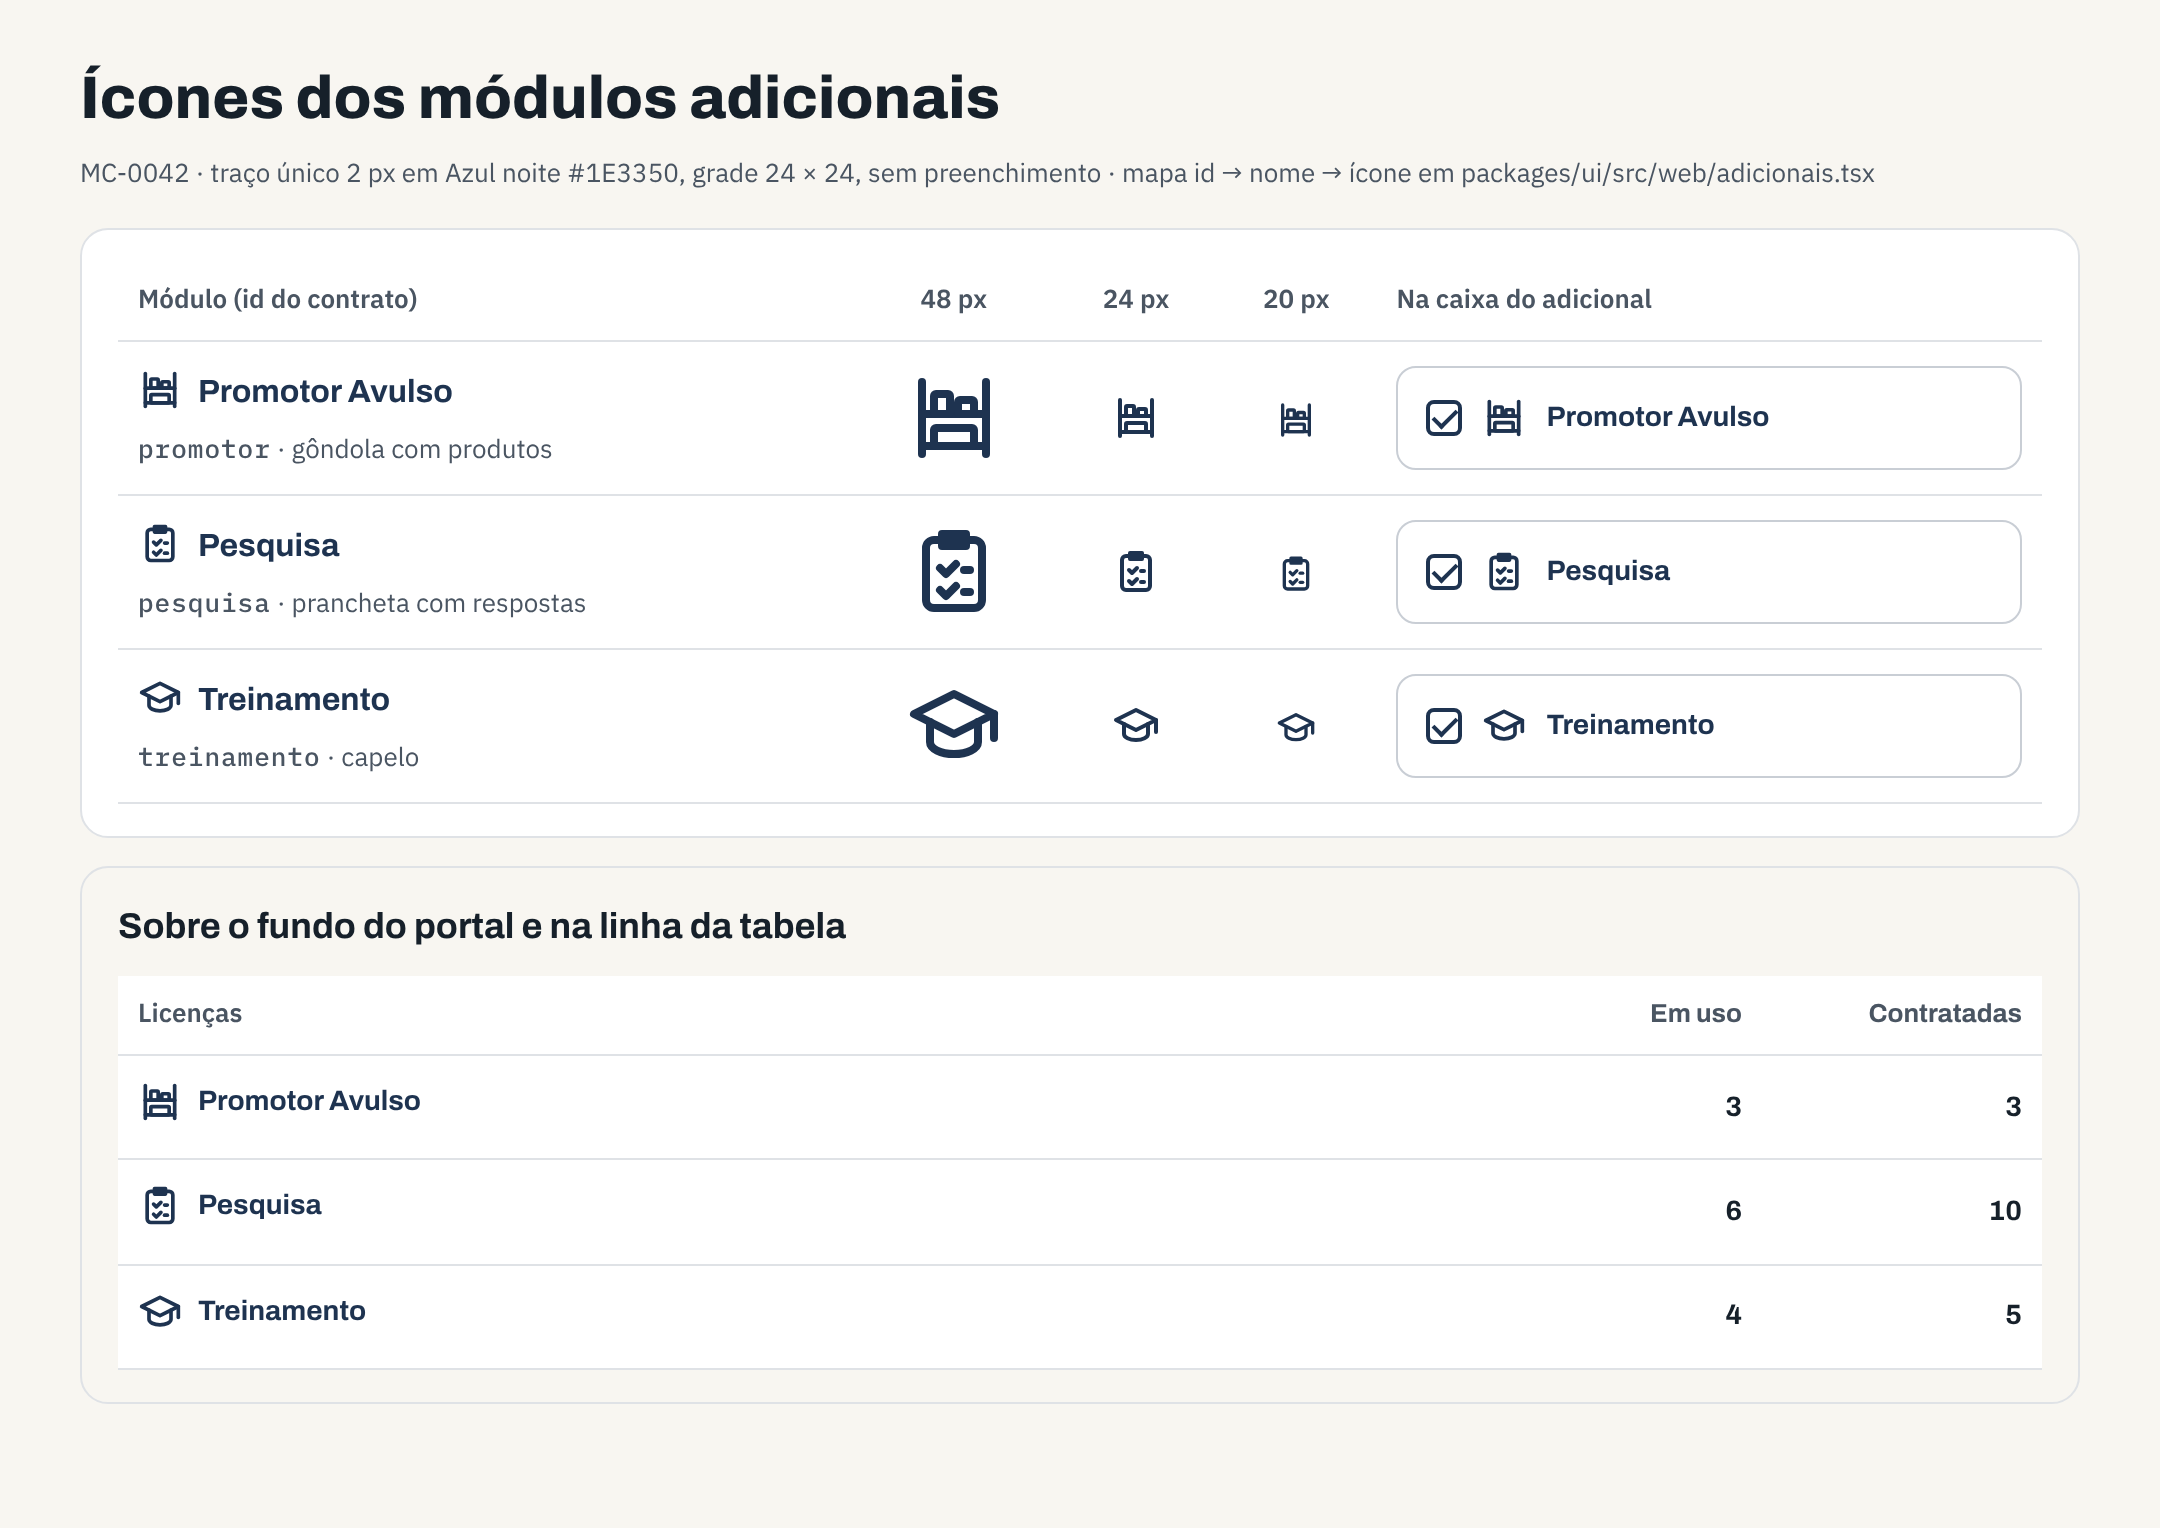 Ícones dos módulos adicionais
MC-0042 · traço único 2 px em Azul noite #1E3350, grade 24 × 24, sem preenchimento · mapa id → nome → ícone em packages/ui/src/web/adicionais.tsx
Módulo (id do contrato) 48 px 24 px 20 px Na caixa do adicional
Promotor Avulso
promotor · gôndola com produtos
Promotor Avulso
Pesquisa
pesquisa · prancheta com respostas
Pesquisa
Treinamento
treinamento · capelo
Treinamento
Sobre o fundo do portal e na linha da tabela
Licenças Em uso Contratadas
Promotor Avulso 3 3
Pesquisa 6 10
Treinamento 4 5